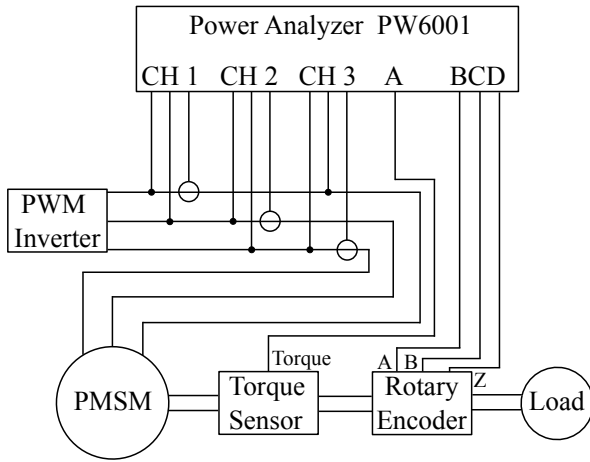 Power Analyzer PW6001
CH 1 CH 2 CH 3 A BCD
PWM
Inverter
Torque
A B
Z
PMSM
Torque
Sensor
Rotary
Encoder
Load